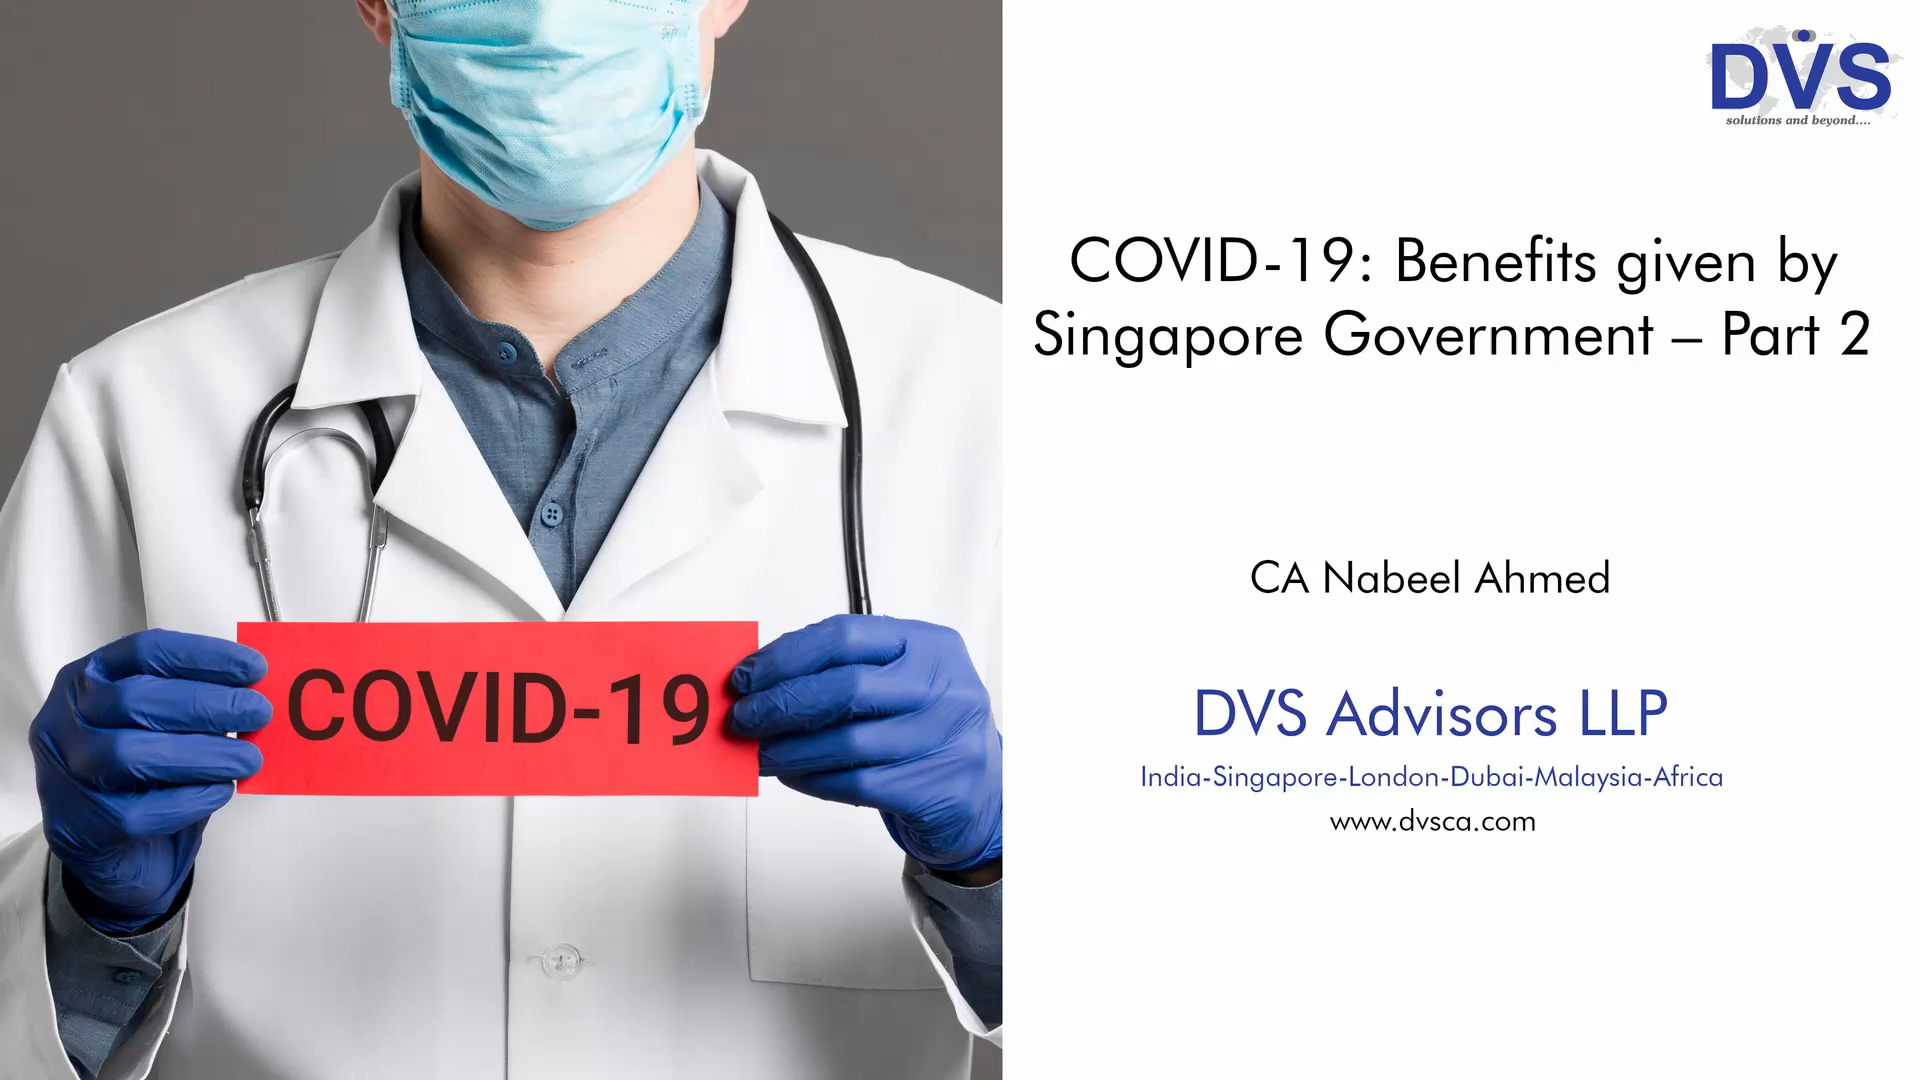 COVID-19
DVS
solutions and beyond....
COVID-19: Benefits given by
Singapore Government – Part 2
CA Nabeel Ahmed
DVS Advisors LLP
India-Singapore-London-Dubai-Malaysia-Africa
www.dvsca.com